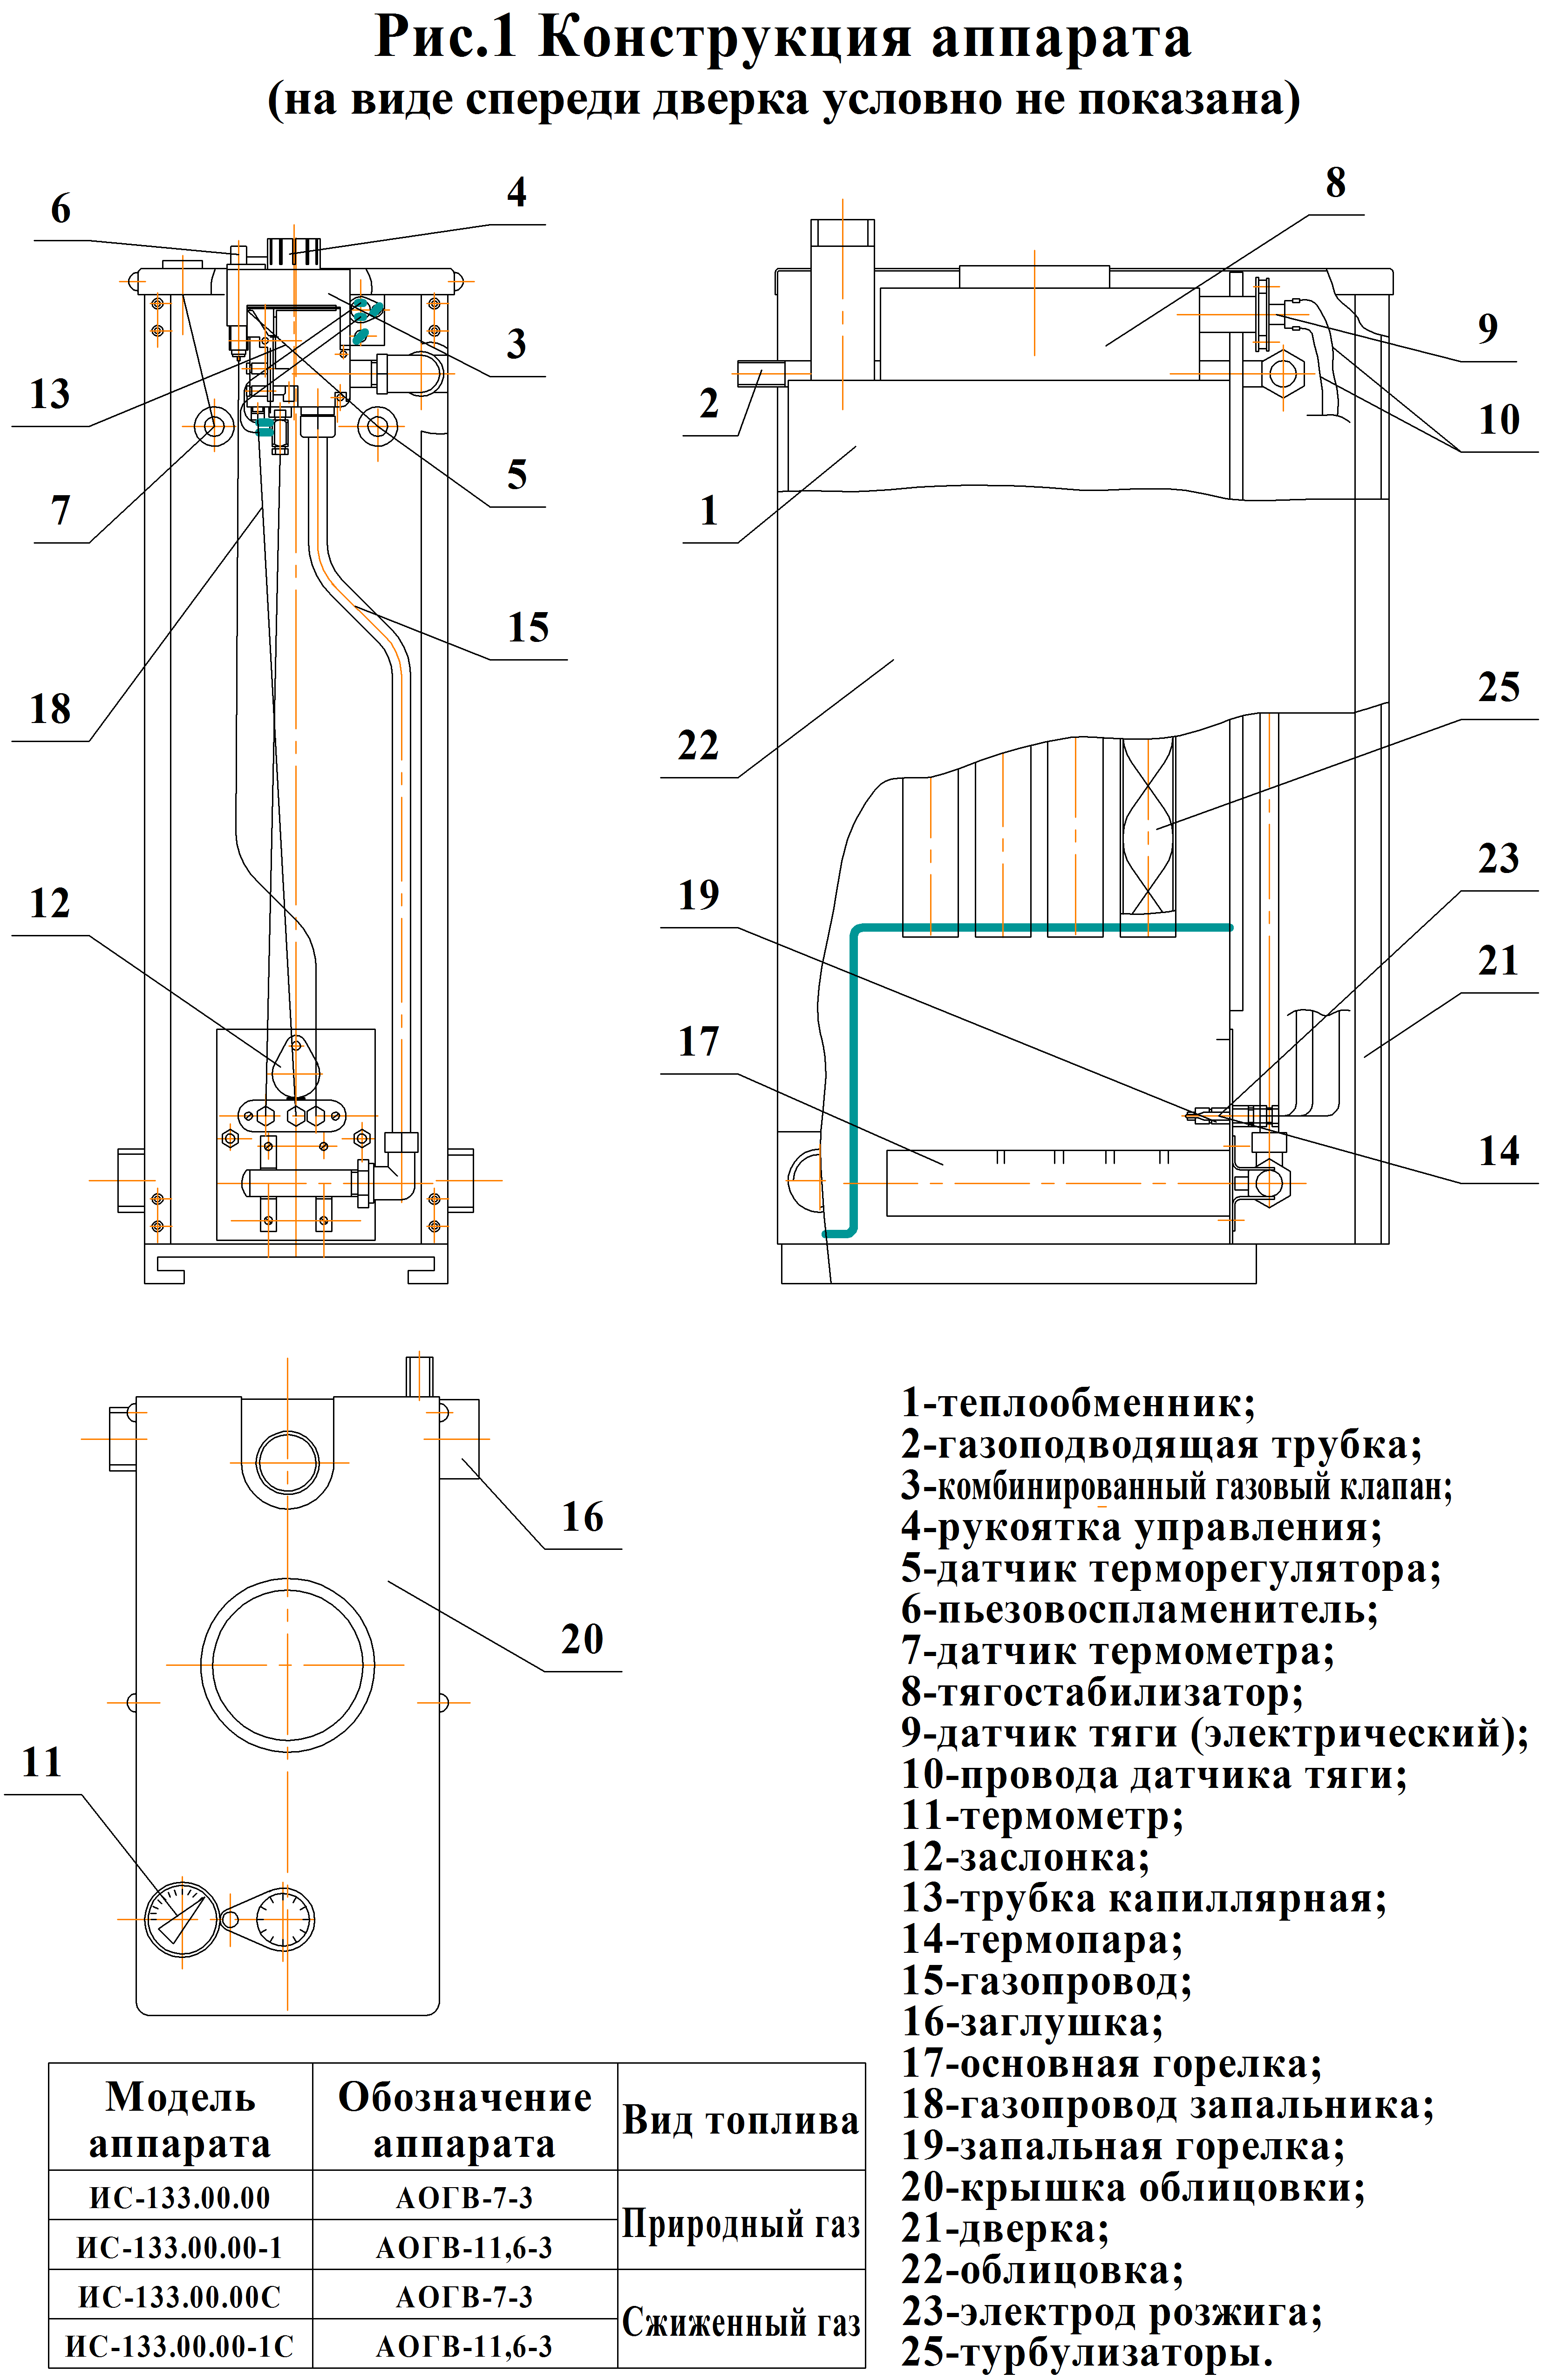 Рис.1 Конструкция аппарата
(на виде спереди дверка условно не показана)
6
4
8
3
9
13
2
10
5
7
1
15
18
22
25
12
19
23
21
17
14
16
20
11
1-теплообменник;
2-газоподводящая трубка;
3-комбинированный газовый клапан;
4-рукоятка управления;
5-датчик терморегулятора;
6-пьезовоспламенитель;
7-датчик термометра;
8-тягостабилизатор;
9-датчик тяги (электрический);
10-провода датчика тяги;
11-термометр;
12-заслонка;
13-трубка капиллярная;
14-термопара;
15-газопровод;
16-заглушка;
17-основная горелка;
18-газопровод запальника;
19-запальная горелка;
20-крышка облицовки;
21-дверка;
22-облицовка;
23-электрод розжига;
25-турбулизаторы.
Модель аппарата
Обозначение аппарата
Вид топлива
ИС-133.00.00
АОГВ-7-3
Природный газ
ИС-133.00.00-1
АОГВ-11,6-3
ИС-133.00.00С
АОГВ-7-3
Сжиженный газ
ИС-133.00.00-1С
АОГВ-11,6-3